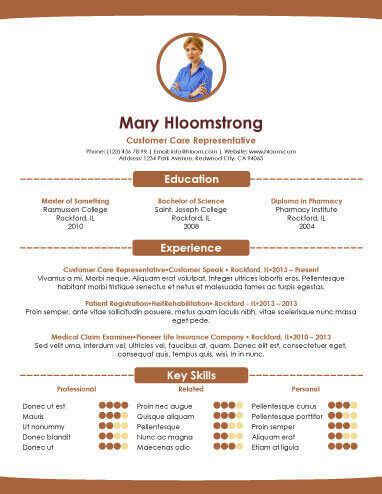 Mary Hloomstrong
Customer Care Representative
Phone: (123) 456 78 99 | Email: info@hloom.com | Website: www.hloom.com
Address: 1234 Park Avenue, Redwood City, CA 94063
Education
Master of Something
Rasmussen College
Rockford, IL
2010
Bachelor of Science
Saint. Joseph College
Rockford, IL
2008
Diploma in Pharmacy
Pharmacy Institute
Rockford, IL
2004
Experience
Customer Care Representative•Customer Speak • Rockford, IL•2013 – Present
Vivamus a mi. Morbi neque. Aliquam erat volutpat. Integer ultrices lobortis eros. Pellentesque
habitant morbi tristique senectus et netus et malesuada fames ac turpis egestas.
Patient Registration•HeltRehabilitation• Rockford - IL•2013 – 2013
Proin semper, ante vitae sollicitudin posuere, metus quam iaculis nibh, vitae scelerisque nunc massa
eget pede.
Medical Claim Examiner•Pioneer Life Insurance Company • Rockford, IL•2010 – 2013
Sed velit urna, interdum vel, ultricies vel, faucibus at, quam. Donec elit est, consectetuer eget,
consequat quis, tempus quis, wisi. In in nunc.
Key Skills
Professional
Donec ut est
Mauris
Ut nonummy
Donec blandit
Donec ut
Related
Proin nec augue
Quisque aliquam
Pellentesque
Nunc ac magna
Maecenas odio
Personal
Pellentesque cursus
Pellentesque porttitor
Proin semper
Aliquam erat
Etiam at ligula